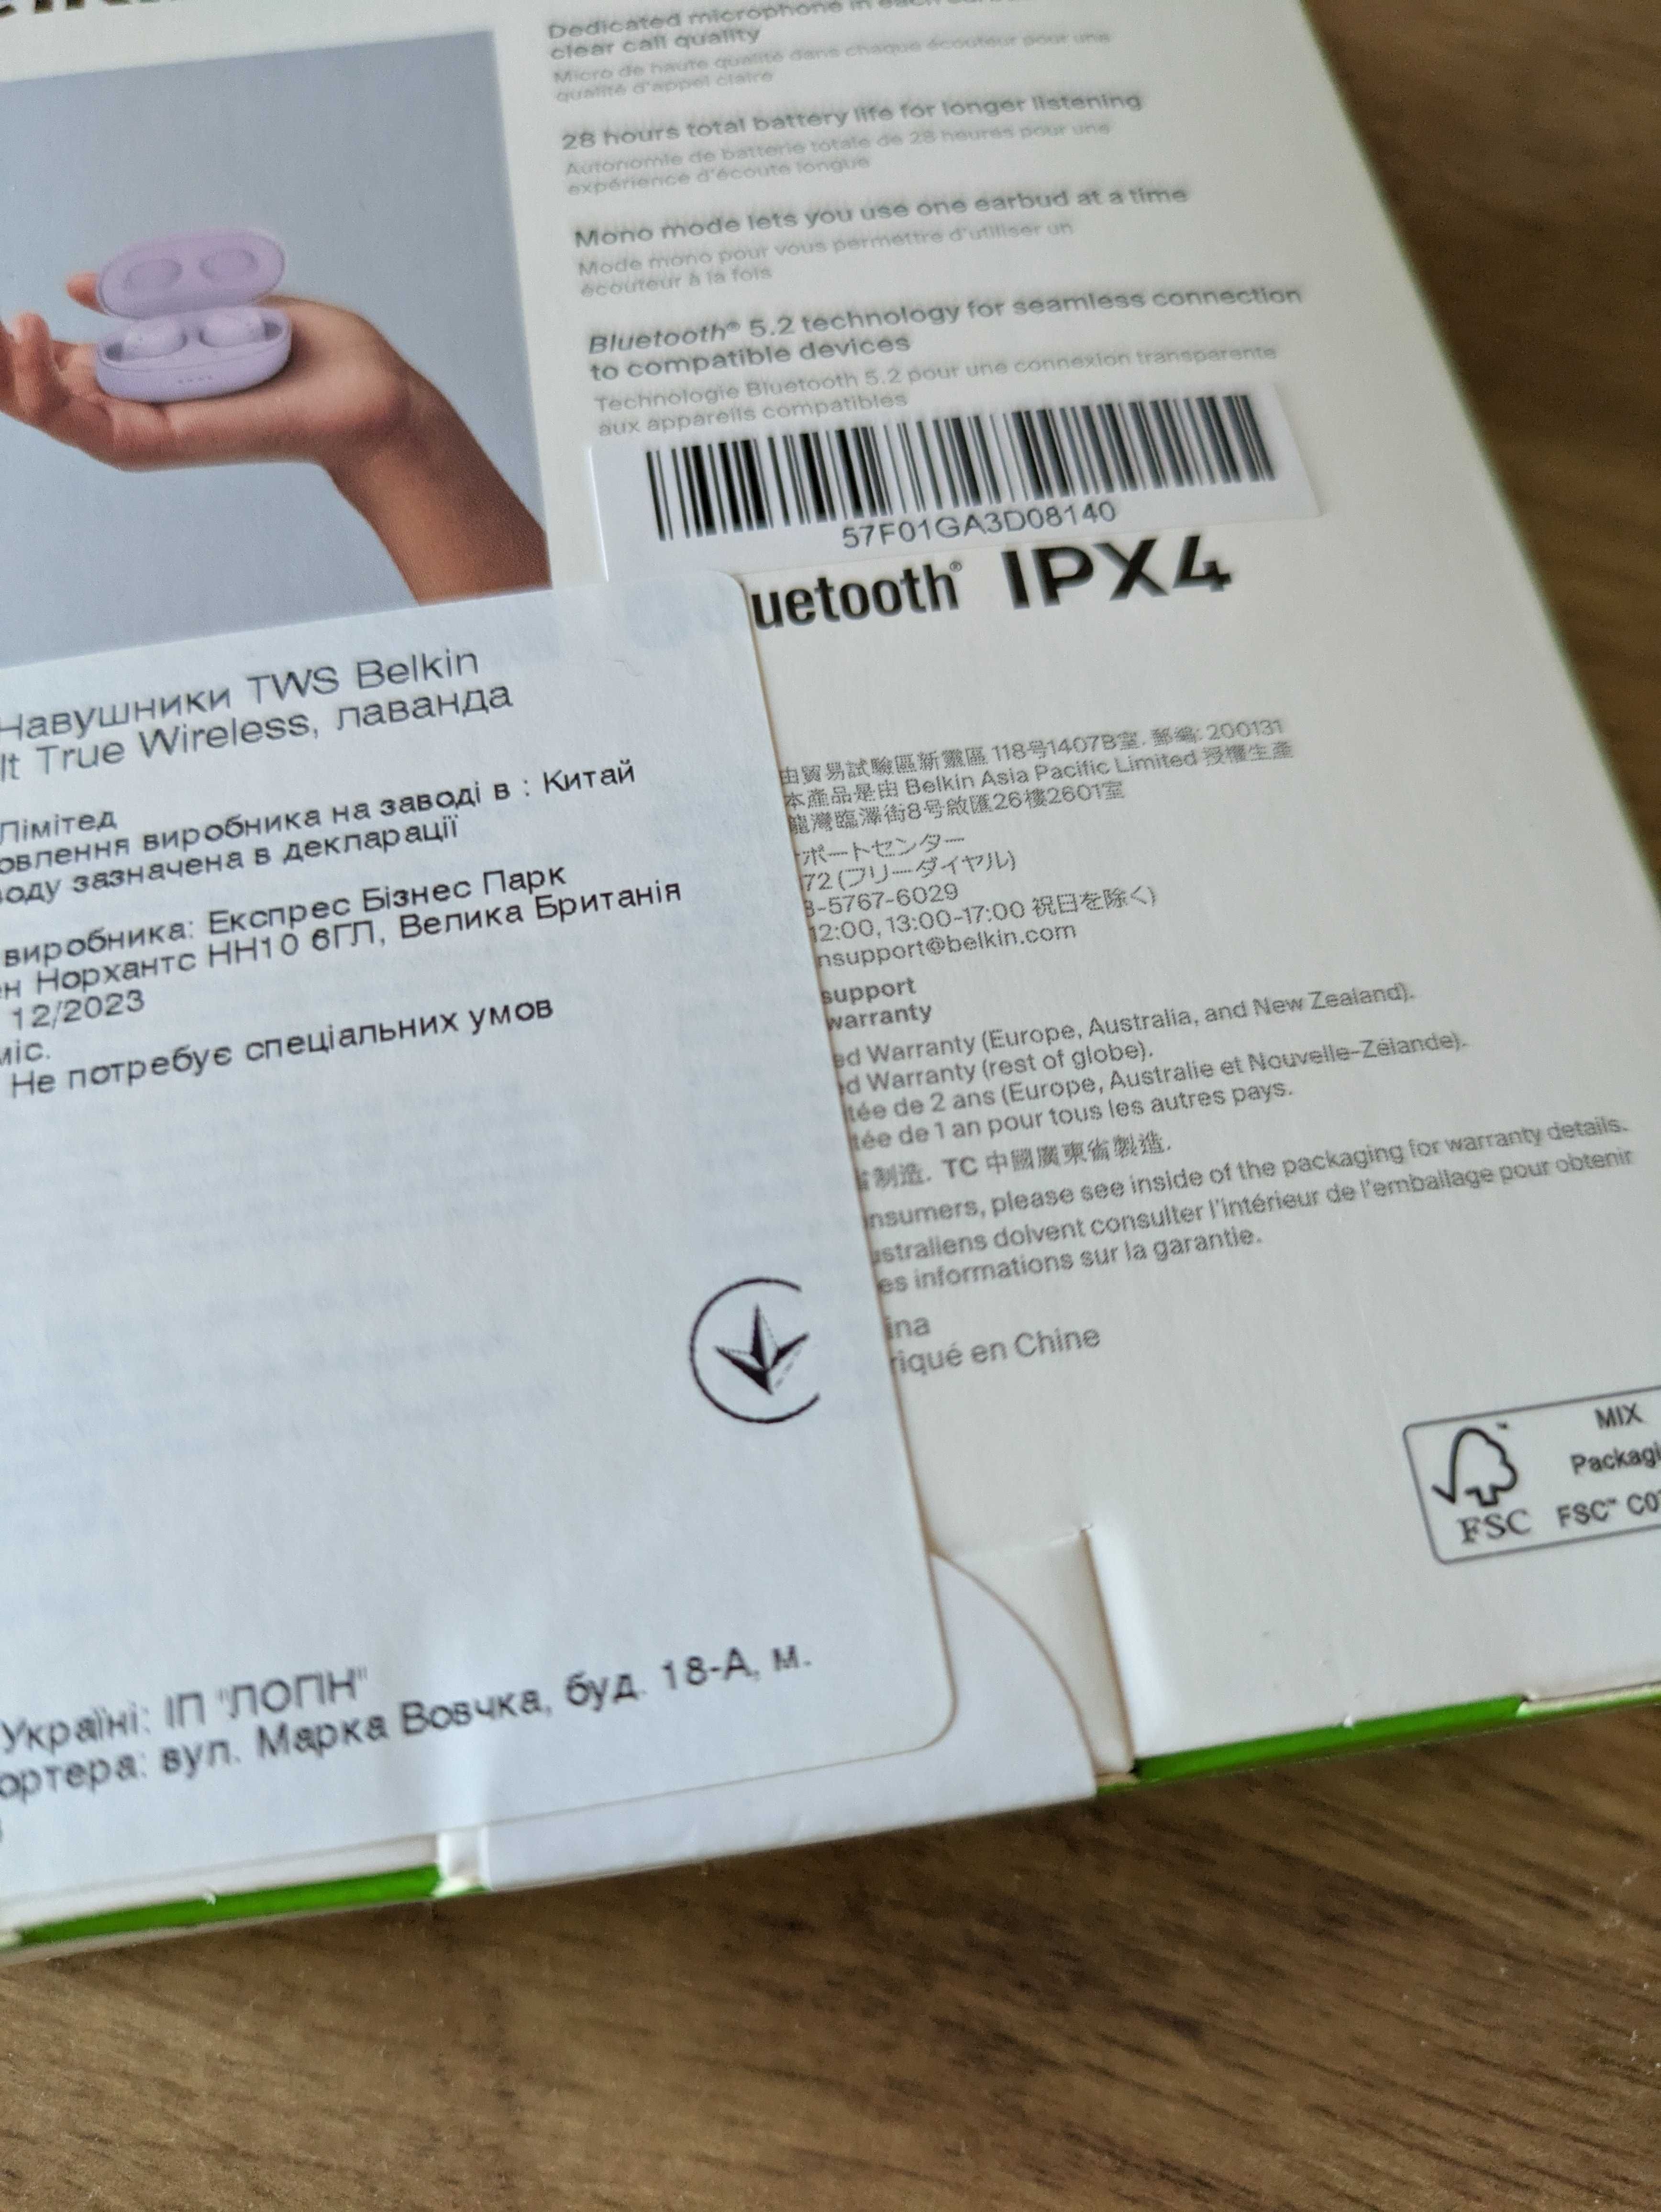 Dedicated microphone in each
clear call quality
Micro de haute qualité dans chaque écouteur pour une
qualité d'appel claire
28 hours total battery life for longer listening
Autonomie de batterie totale de 28 heures pour une
expérience d'écoute longue
Mono mode lets you use one earbud at a time
Mode mono pour vous permettre d'utiliser un
écouteur à la fois
Bluetooth® 5.2 technology for seamless connection
to compatible devices
Technologie Bluetooth 5.2 pour une connexion transparente
aux appareils compatibles
57F01GA3D08140
uetooth® IPX4
Навушники TWS Belkin
lt True Wireless, лаванда
Лімітед
овлення виробника на заводі в : Китай
оду зазначена в декларації
виробника: Експрес Бізнес Парк
н Норхантс НН10 6ГЛ, Велика Британія
12/2023
міс.
Не потребує спеціальних умов
Україні: ІП "ЛОГІН"
ортера: вул. Марка Вовчка, буд. 18-А, м.
由貿易試驗區新靈區 118号1407B室. 郵编: 200131
本產品是由 Belkin Asia Pacific Limited 授權生產
龍灣臨澤街8号啟匯26樓2601室
ポートセンター
72 (フリーダイヤル)
3-5767-6029
12:00, 13:00-17:00 祝日を除く)
nsupport@belkin.com
support
warranty
ed Warranty (Europe, Australia, and New Zealand).
d Warranty (rest of globe).
tée de 2 ans (Europe, Australie et Nouvelle-Zélande).
tée de 1 an pour tous les autres pays.
制造. TC 中國廣東省製造.
nsumers, please see inside of the packaging for warranty details.
ustraliens doivent consulter l'intérieur de l'emballage pour obtenir
es informations sur la garantie.
ina
riqué en Chine
MIX
Packagi
FSC FSC™ C0